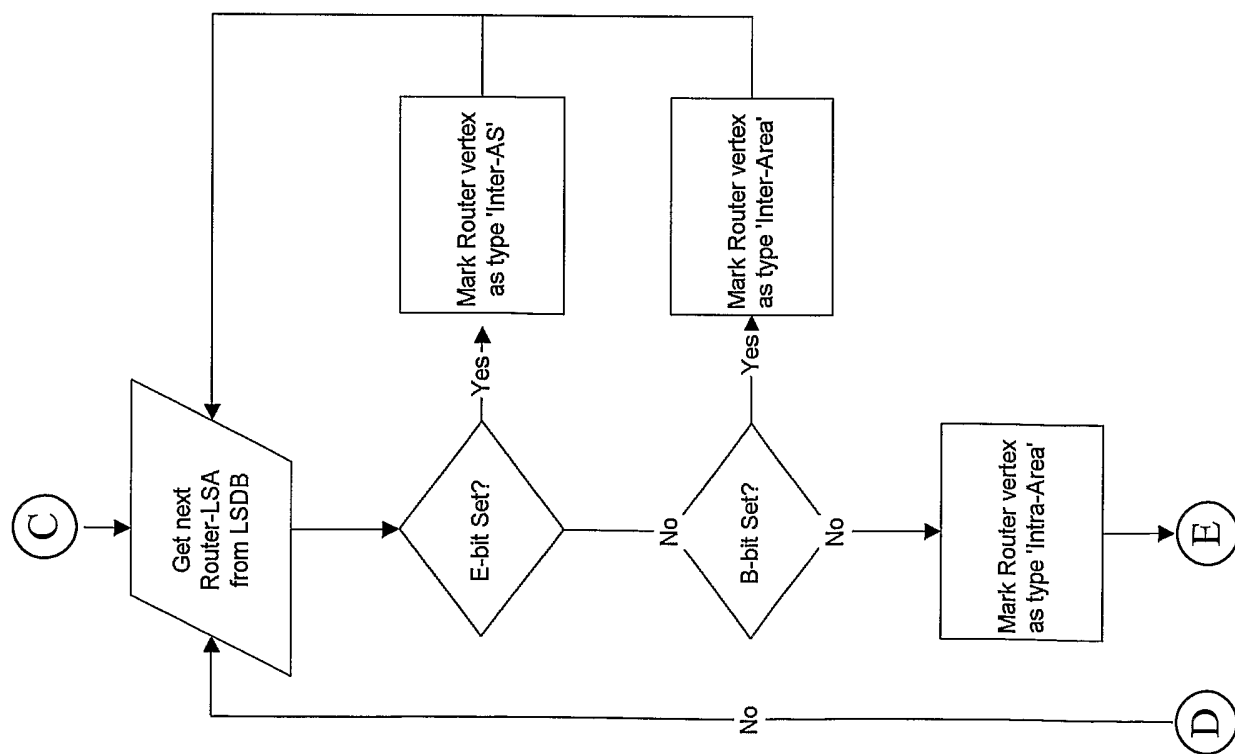 C
Get next
Router-LSA
from LSDB
E-bit Set?
Yes
Mark Router vertex
as type 'Inter-AS'
No
B-bit Set?
Yes
Mark Router vertex
as type 'Inter-Area'
No
Mark Router vertex
as type 'Intra-Area'
E
No
D